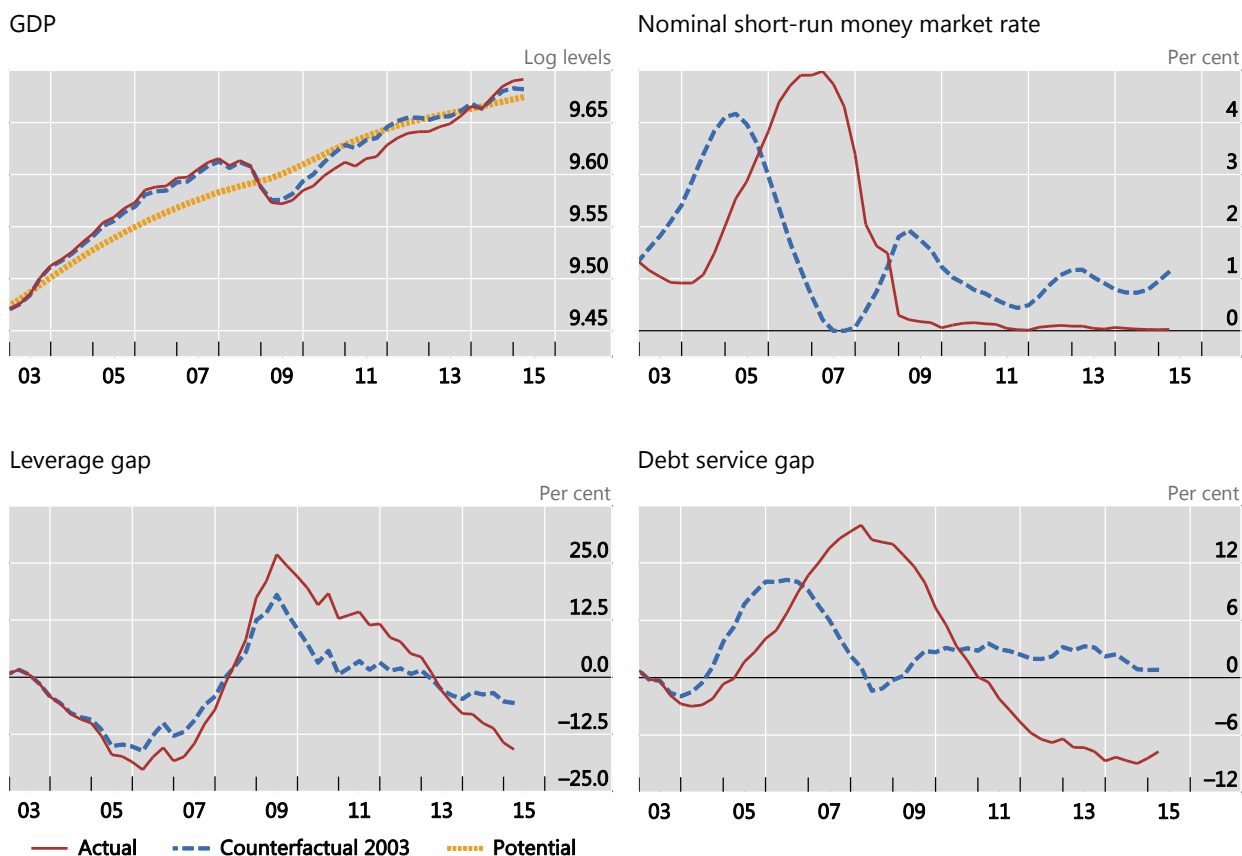 GDP
Log levels
9.65
9.60
9.55
9.50
9.45
03 05 07 09 11 13 15
Nominal short-run money market rate
Per cent
4
3
2
1
0
03 05 07 09 11 13 15
Leverage gap
Per cent
25.0
12.5
0.0
–12.5
–25.0
03 05 07 09 11 13 15
Debt service gap
Per cent
12
6
0
–6
–12
03 05 07 09 11 13 15
Actual Counterfactual 2003 Potential